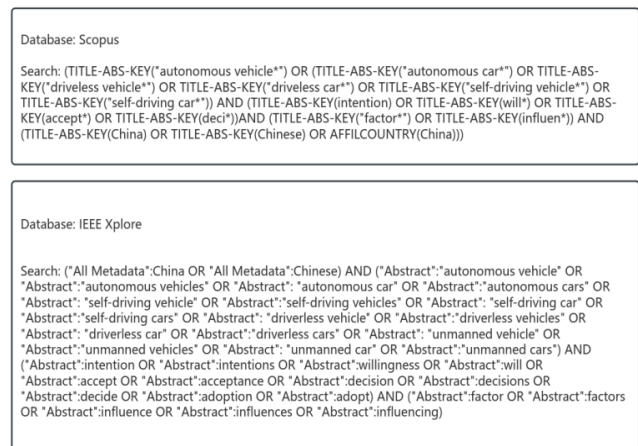 Database: Scopus
Search: (TITLE-ABS-KEY("autonomous vehicle*") OR (TITLE-ABS-KEY("autonomous car*") OR TITLE-ABS-
KEY("driveless vehicle*") OR TITLE-ABS-KEY("driveless car*") OR TITLE-ABS-KEY("self-driving vehicle*") OR
TITLE-ABS-KEY("self-driving car*")) AND (TITLE-ABS-KEY(intention) OR TITLE-ABS-KEY(will*) OR TITLE-ABS-
KEY(accept*) OR TITLE-ABS-KEY(deci*))AND (TITLE-ABS-KEY("factor*") OR TITLE-ABS-KEY(influen*)) AND
(TITLE-ABS-KEY(China) OR TITLE-ABS-KEY(Chinese) OR AFFILCOUNTRY(China)))
Database: IEEE Xplore
Search: ("All Metadata":China OR "All Metadata":Chinese) AND ("Abstract":"autonomous vehicle" OR
"Abstract":"autonomous vehicles" OR "Abstract": "autonomous car" OR "Abstract":"autonomous cars" OR
"Abstract": "self-driving vehicle" OR "Abstract":"self-driving vehicles" OR "Abstract": "self-driving car" OR
"Abstract":"self-driving cars" OR "Abstract": "driverless vehicle" OR "Abstract":"driverless vehicles" OR
"Abstract": "driverless car" OR "Abstract":"driverless cars" OR "Abstract": "unmanned vehicle" OR
"Abstract":"unmanned vehicles" OR "Abstract": "unmanned car" OR "Abstract":"unmanned cars") AND
("Abstract":intention OR "Abstract":intentions OR "Abstract":willingness OR "Abstract":will OR
"Abstract":accept OR "Abstract":acceptance OR "Abstract":decision OR "Abstract":decisions OR
"Abstract":decide OR "Abstract":adoption OR "Abstract":adopt) AND ("Abstract":factor OR "Abstract":factors
OR "Abstract":influence OR "Abstract":influences OR "Abstract":influencing)